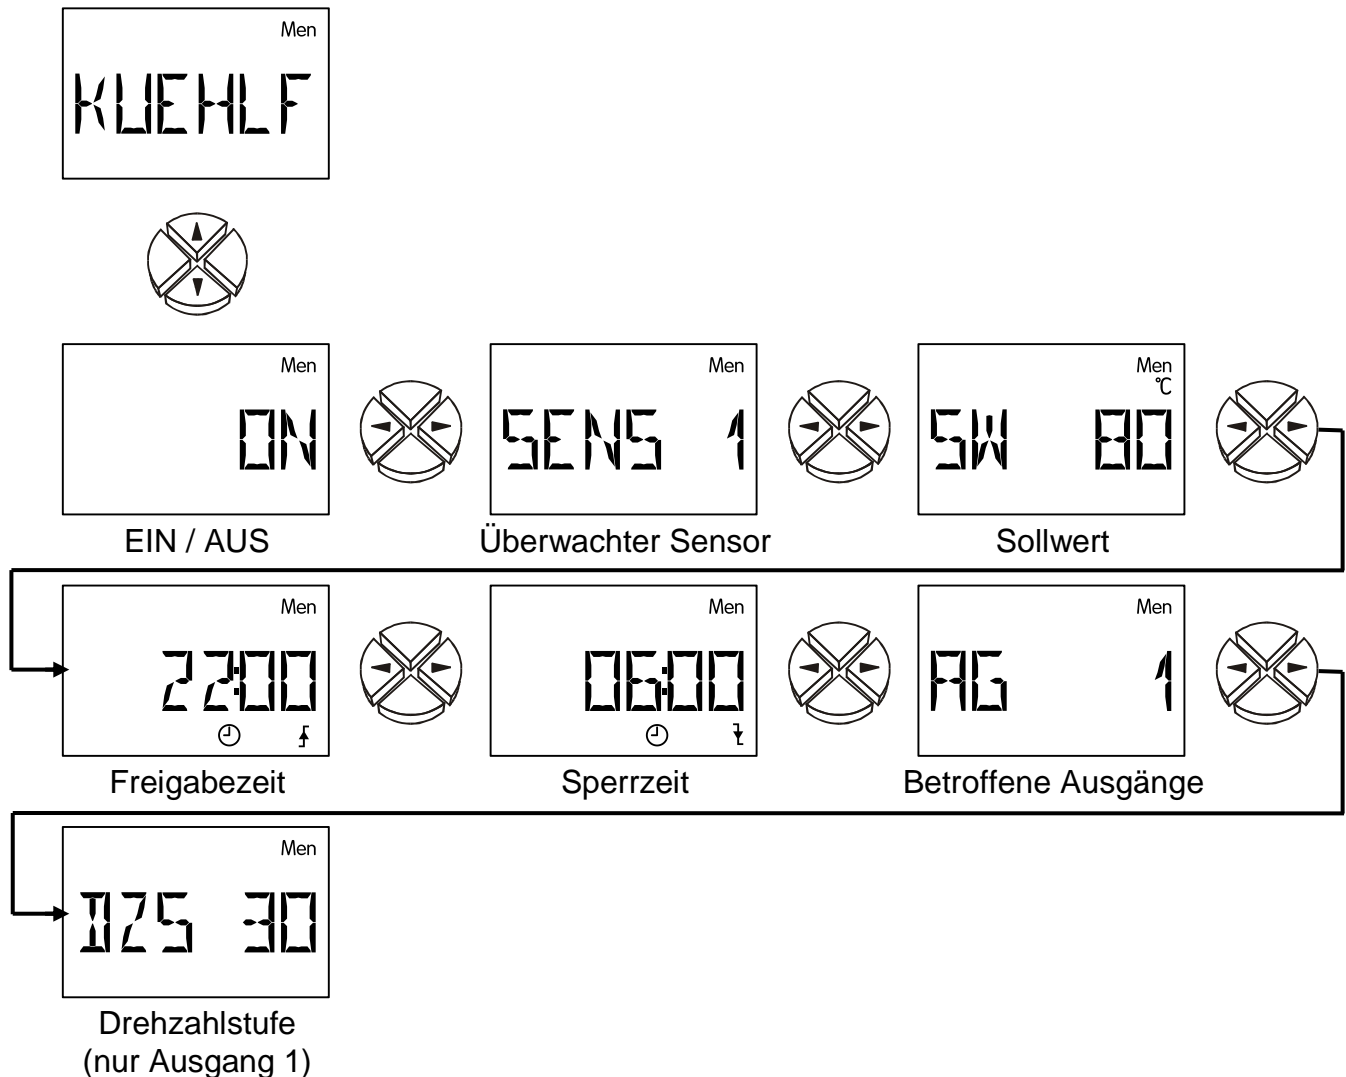 Men
KUEHLF
Men
ON
EIN / AUS
Men
SENS 1
Überwachter Sensor
Men
°C
SW 80
Sollwert
Men
22:00
Freigabezeit
Men
06:00
Sperrzeit
Men
AG 1
Betroffene Ausgänge
Men
DZS 30
Drehzahlstufe
(nur Ausgang 1)